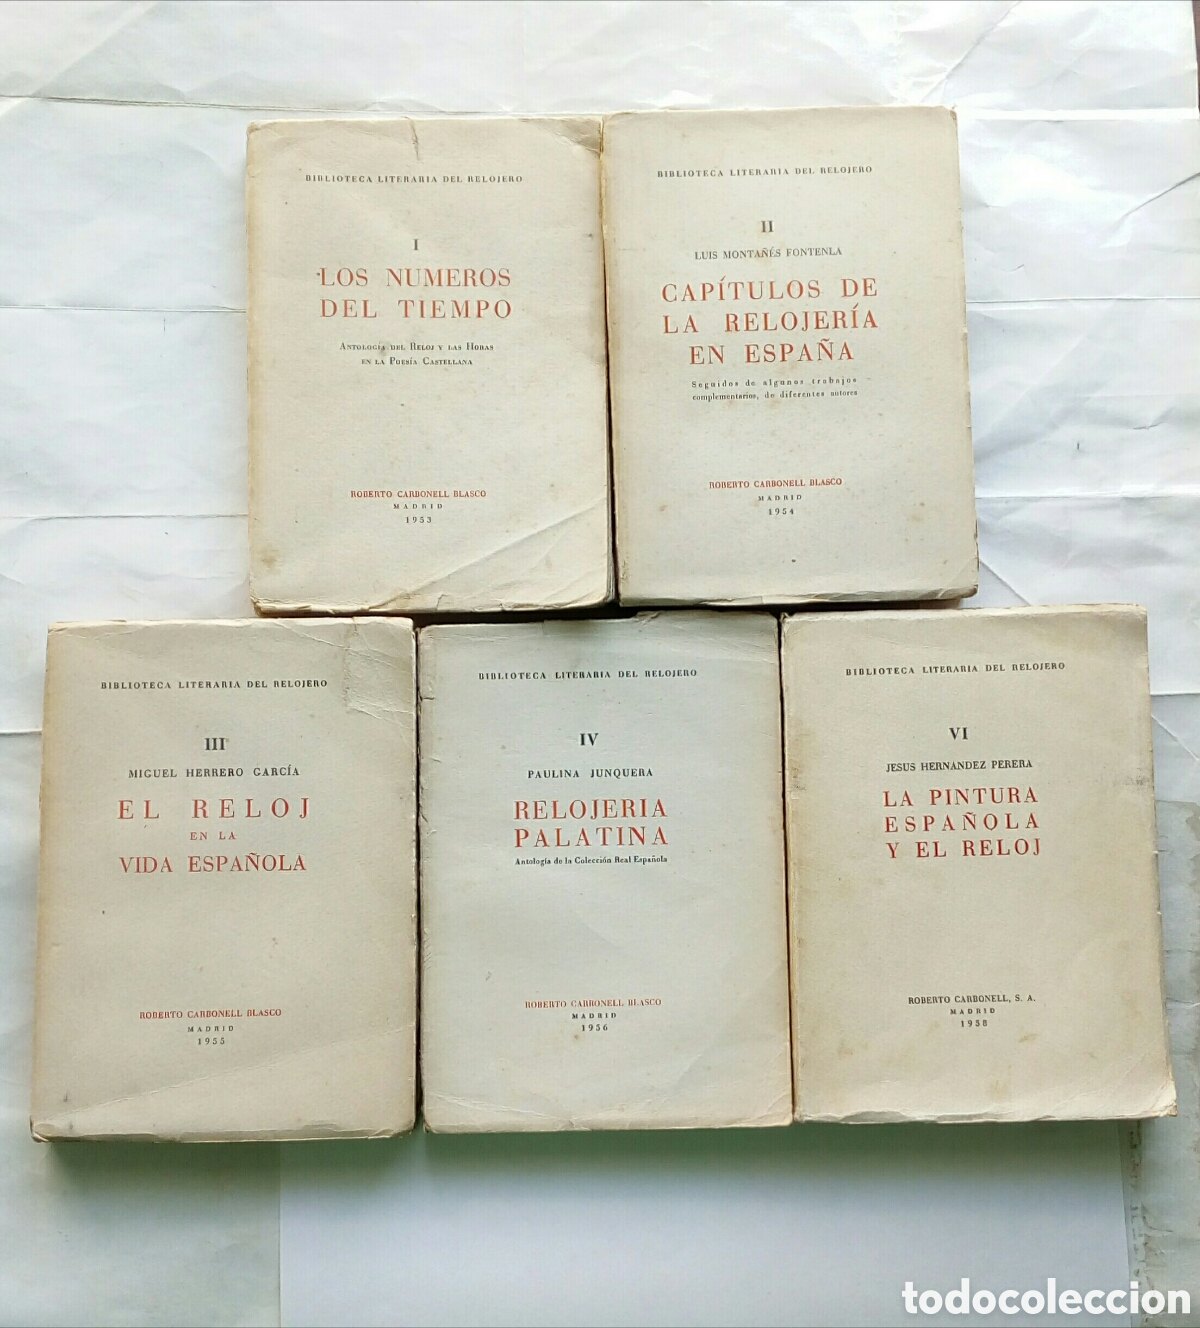 BIBLIOTECA LITERARIA DEL RELOJERO
I
LOS NUMEROS
DEL TIEMPO
Antología del Reloj y las Horas
en la Poesía Castellana
ROBERTO CARBONELL BLASCO
MADRID
1953
BIBLIOTECA LITERARIA DEL RELOJERO
II
LUIS MONTAÑÉS FONTENLA
CAPÍTULOS DE
LA RELOJERÍA
EN ESPAÑA
Seguidos de algunos trabajos
complementarios, de diferentes autores
ROBERTO CARBONELL BLASCO
MADRID
1954
BIBLIOTECA LITERARIA DEL RELOJERO
III
MIGUEL HERRERO GARCÍA
EL RELOJ
EN LA
VIDA ESPAÑOLA
ROBERTO CARBONELL BLASCO
MADRID
1955
BIBLIOTECA LITERARIA DEL RELOJERO
IV
PAULINA JUNQUERA
RELOJERIA
PALATINA
Antología de la Colección Real Española
ROBERTO CARBONELL BLASCO
MADRID
1956
BIBLIOTECA LITERARIA DEL RELOJERO
VI
JESUS HERNANDEZ PERERA
LA PINTURA
ESPAÑOLA
Y EL RELOJ
ROBERTO CARBONELL, S. A.
MADRID
1958
todocoleccion